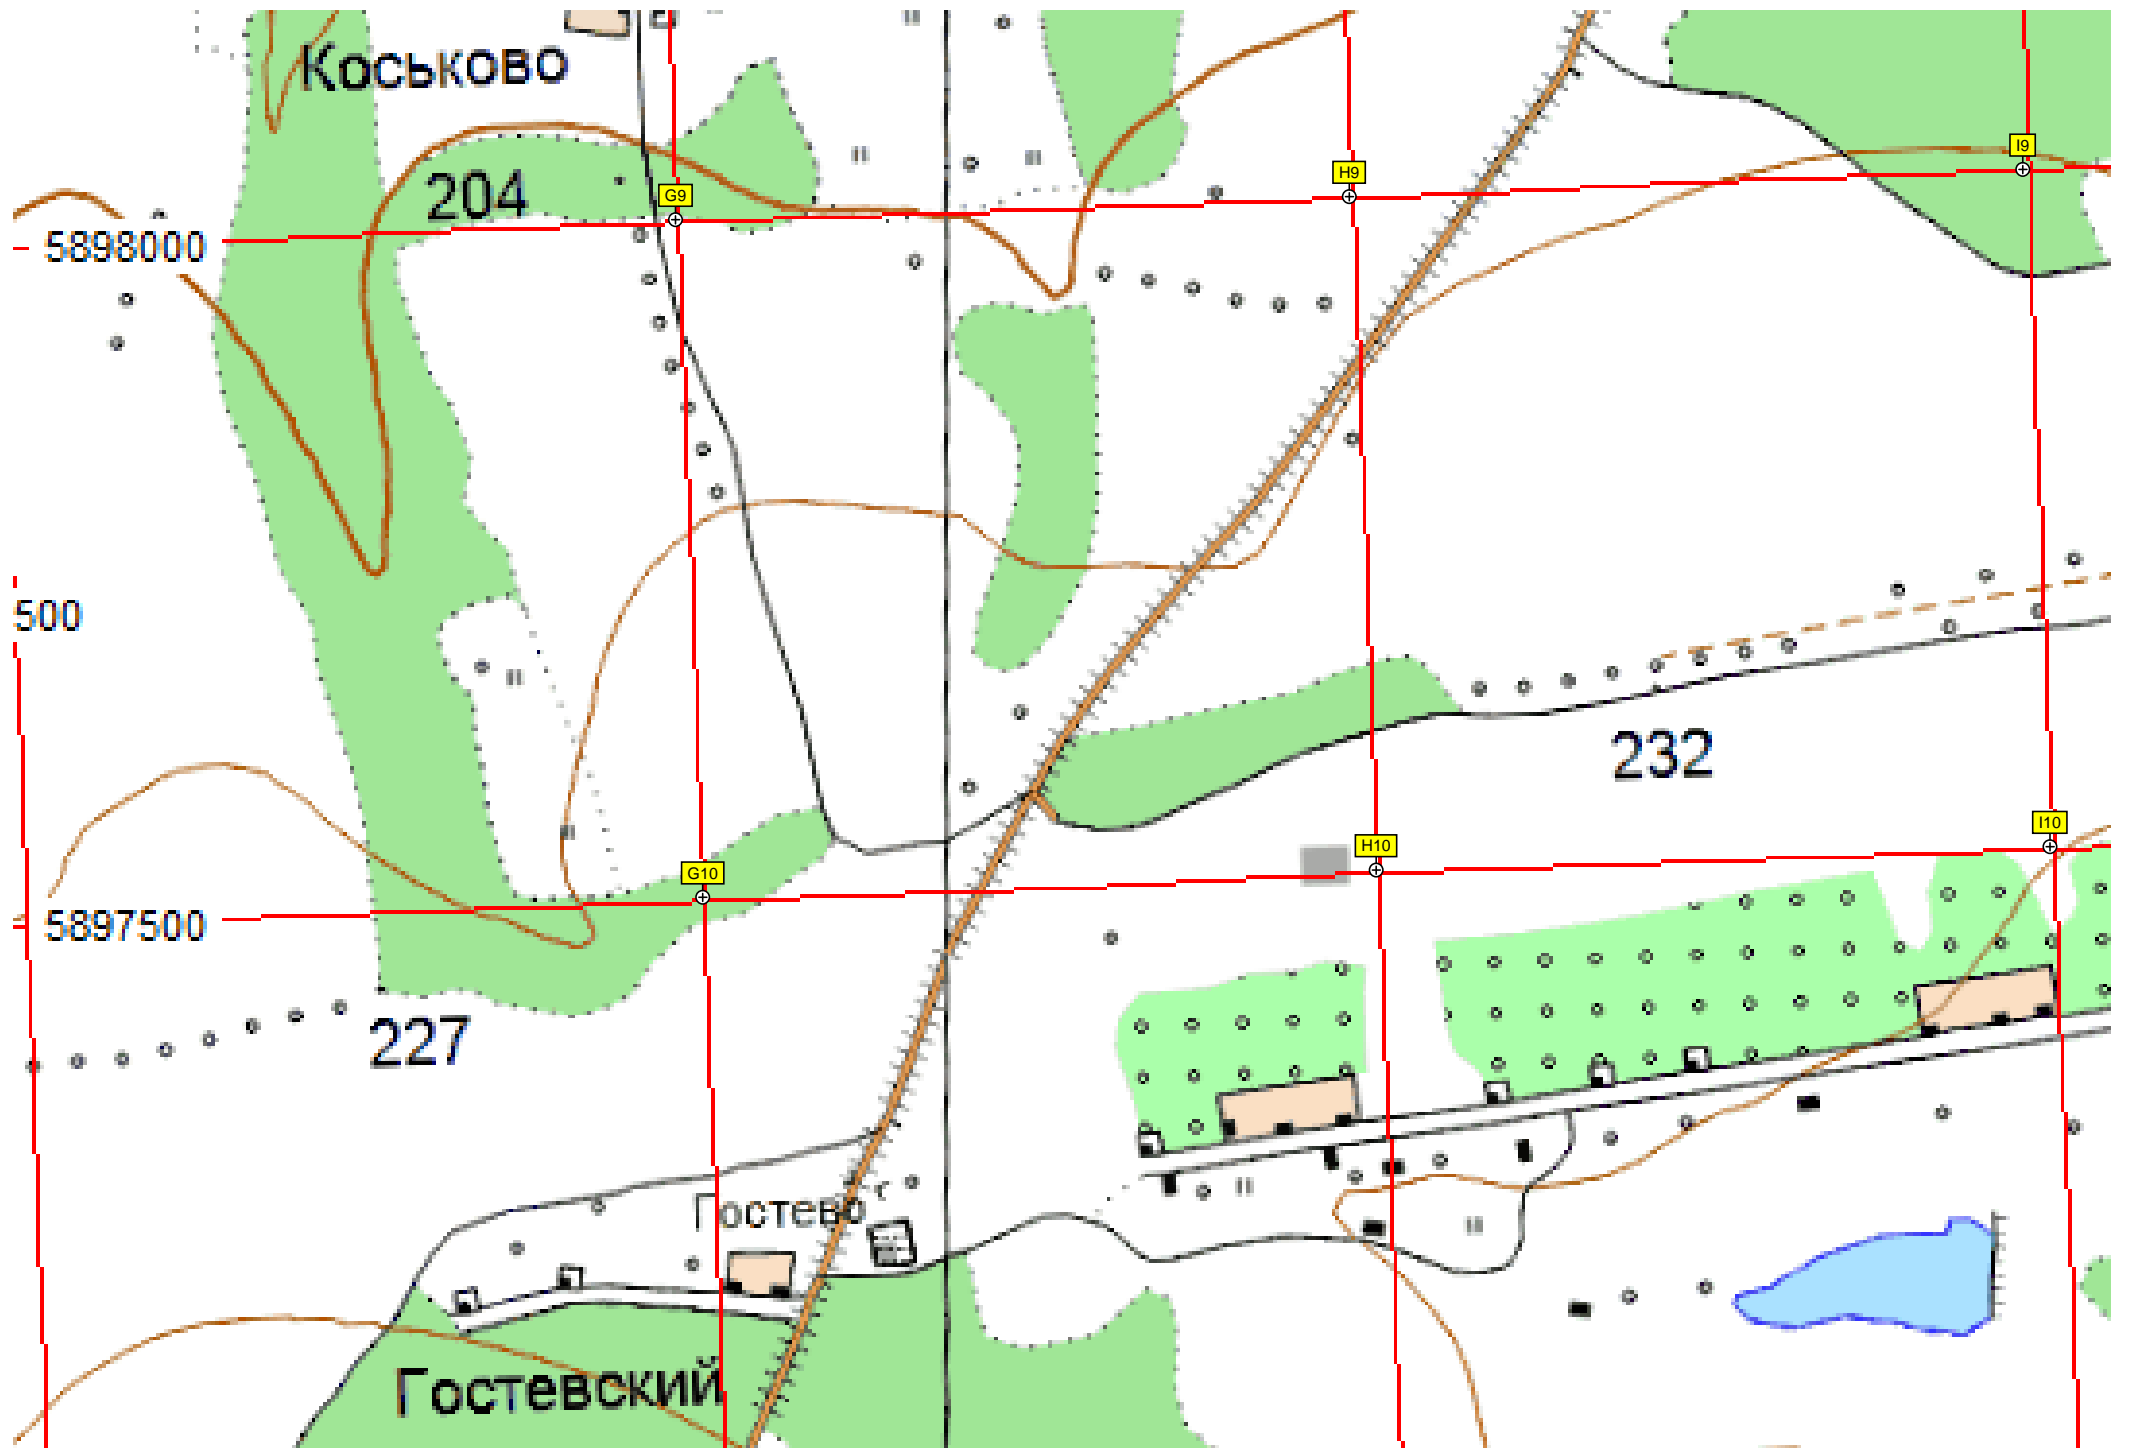 Коськово
I9
H9
204
G9
5898000
500
232
I10
H10
G10
5897500
227
Гостево
г
Гостевский